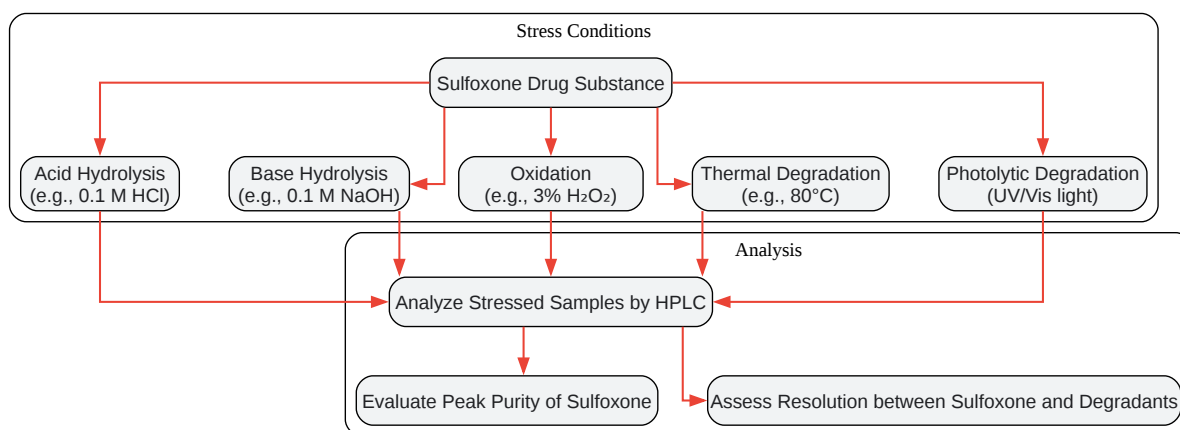 Stress Conditions
Sulfoxone Drug Substance
Acid Hydrolysis
(e.g., 0.1 M HCl)
Base Hydrolysis
(e.g., 0.1 M NaOH)
Oxidation
(e.g., 3% H₂O₂)
Thermal Degradation
(e.g., 80°C)
Photolytic Degradation
(UV/Vis light)
Analysis
Analyze Stressed Samples by HPLC
Evaluate Peak Purity of Sulfoxone
Assess Resolution between Sulfoxone and Degradants